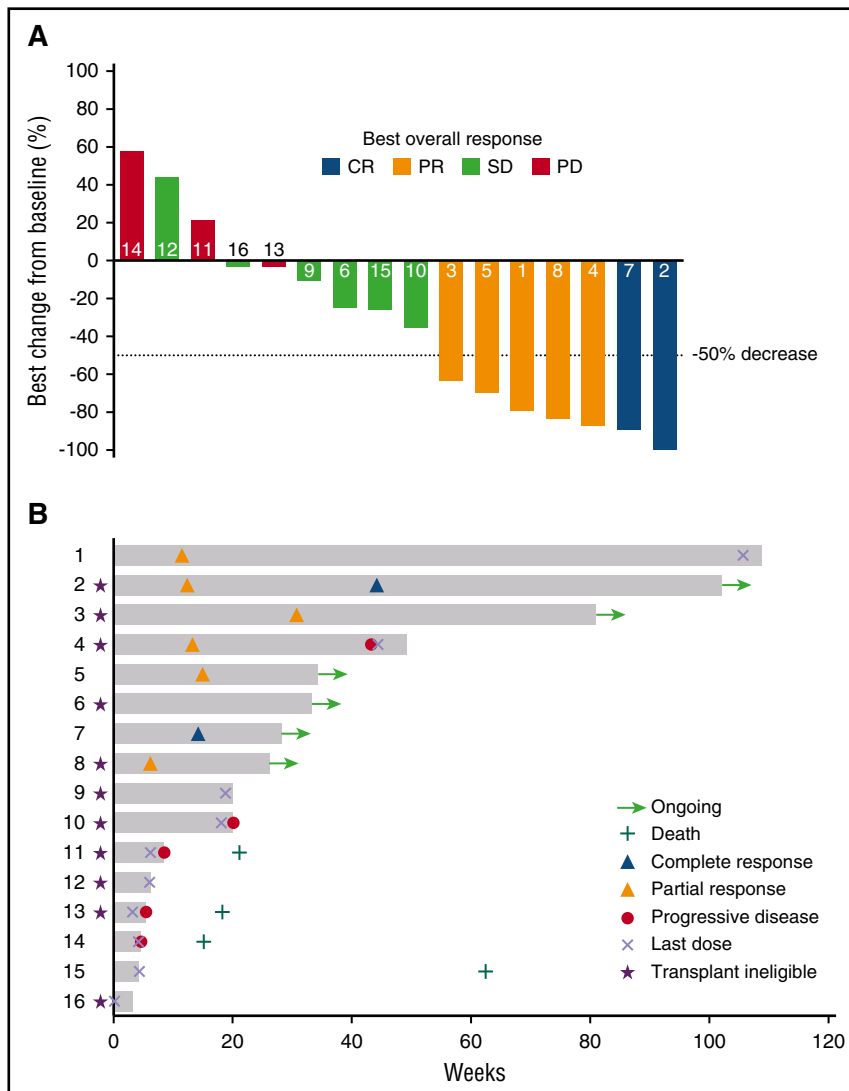 A
Best change from baseline (%)
100
80
60
40
20
0
-20
-40
-60
-80
-100
Best overall response
CR PR SD PD
14 12 11 16 13 9 6 15 10 3 5 1 8 4 7 2
-50% decrease
B
1
2
3
4
5
6
7
8
9
10
11
12
13
14
15
16
Ongoing
Death
Complete response
Partial response
Progressive disease
Last dose
Transplant ineligible
0 20 40 60 80 100 120
Weeks